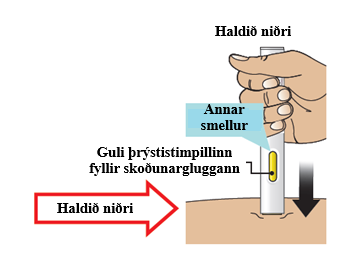 Haldið niðri
Annar
smellur
Guli þrýstistimpillinn
fyllir skoðunargluggann
Haldið niðri